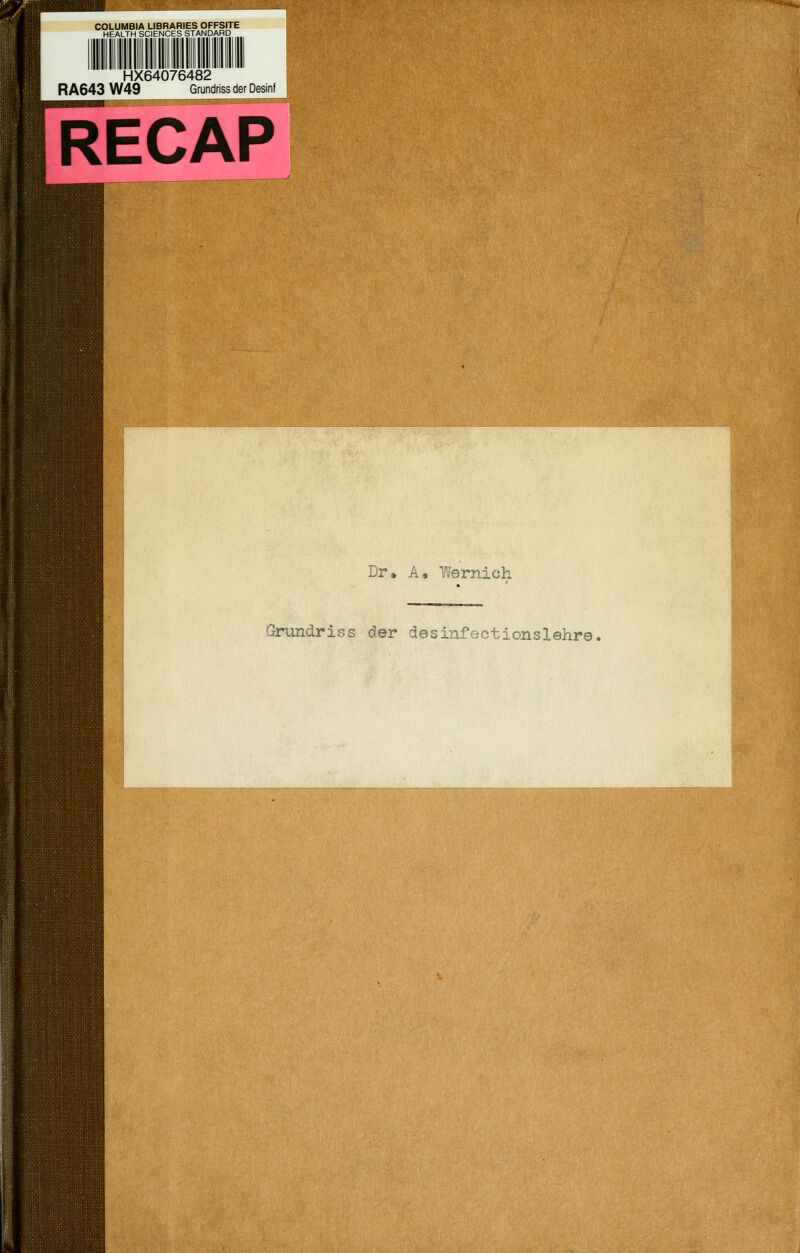 COLUMBIA LIBRARIES OFFSITE
HEALTH SCIENCES STANDARD
HX64076482
RA643 W49 Grundriss der Desinf
RECAP
Dr. A. Wernich
Grundriss der desinfectionslehre.